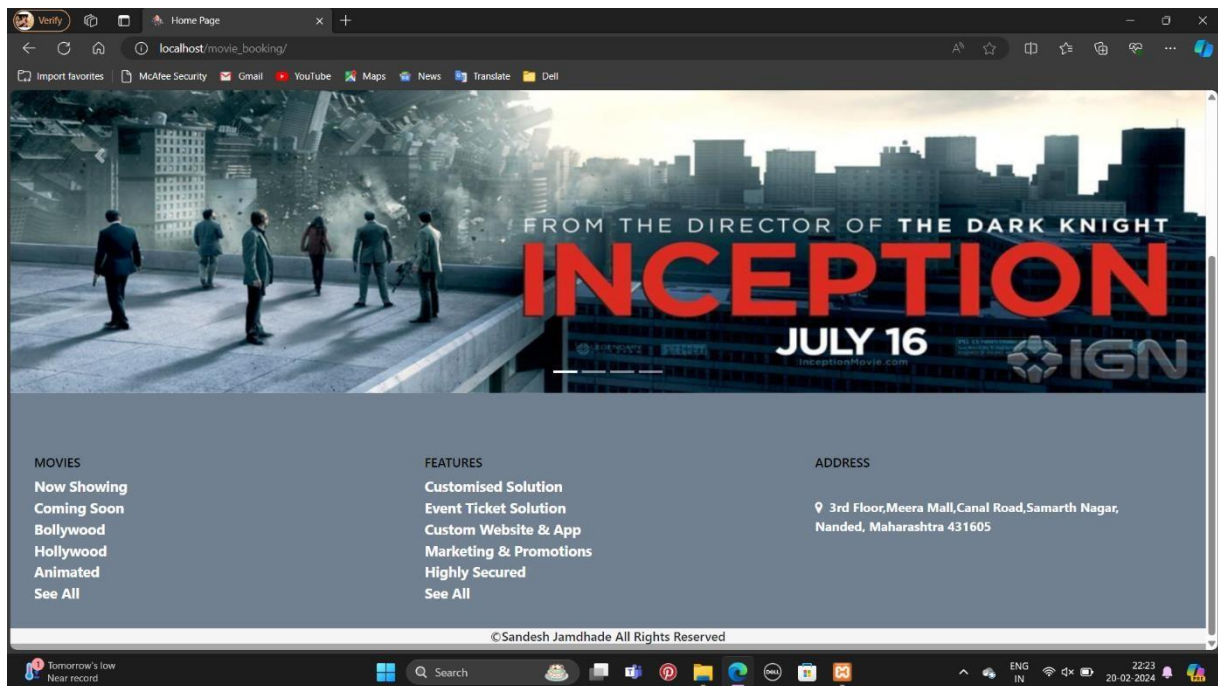 Verify
Home Page
localhost/movie_booking/
Import favorites
McAfee Security
Gmail
YouTube
Maps
News
Translate
Dell
FROM THE DIRECTOR OF THE DARK KNIGHT
INCEPTION
JULY 16
InceptionMovie.com
IGN
MOVIES
Now Showing
Coming Soon
Bollywood
Hollywood
Animated
See All
FEATURES
Customised Solution
Event Ticket Solution
Custom Website & App
Marketing & Promotions
Highly Secured
See All
ADDRESS
3rd Floor,Meera Mall,Canal Road,Samarth Nagar,
Nanded, Maharashtra 431605
©Sandesh Jamdhade All Rights Reserved
1
Tomorrow's low
Near record
Search
DELL
ENG
IN
22:23
20-02-2024